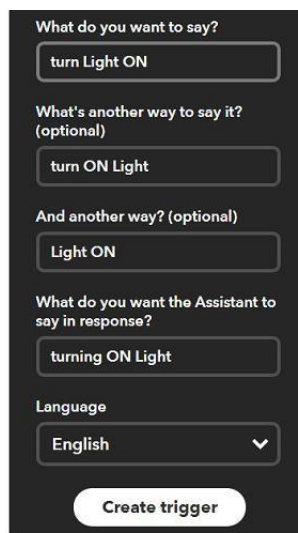 What do you want to say?
turn Light ON
What's another way to say it?
(optional)
turn ON Light
And another way? (optional)
Light ON
What do you want the Assistant to
say in response?
turning ON Light
Language
English
Create trigger